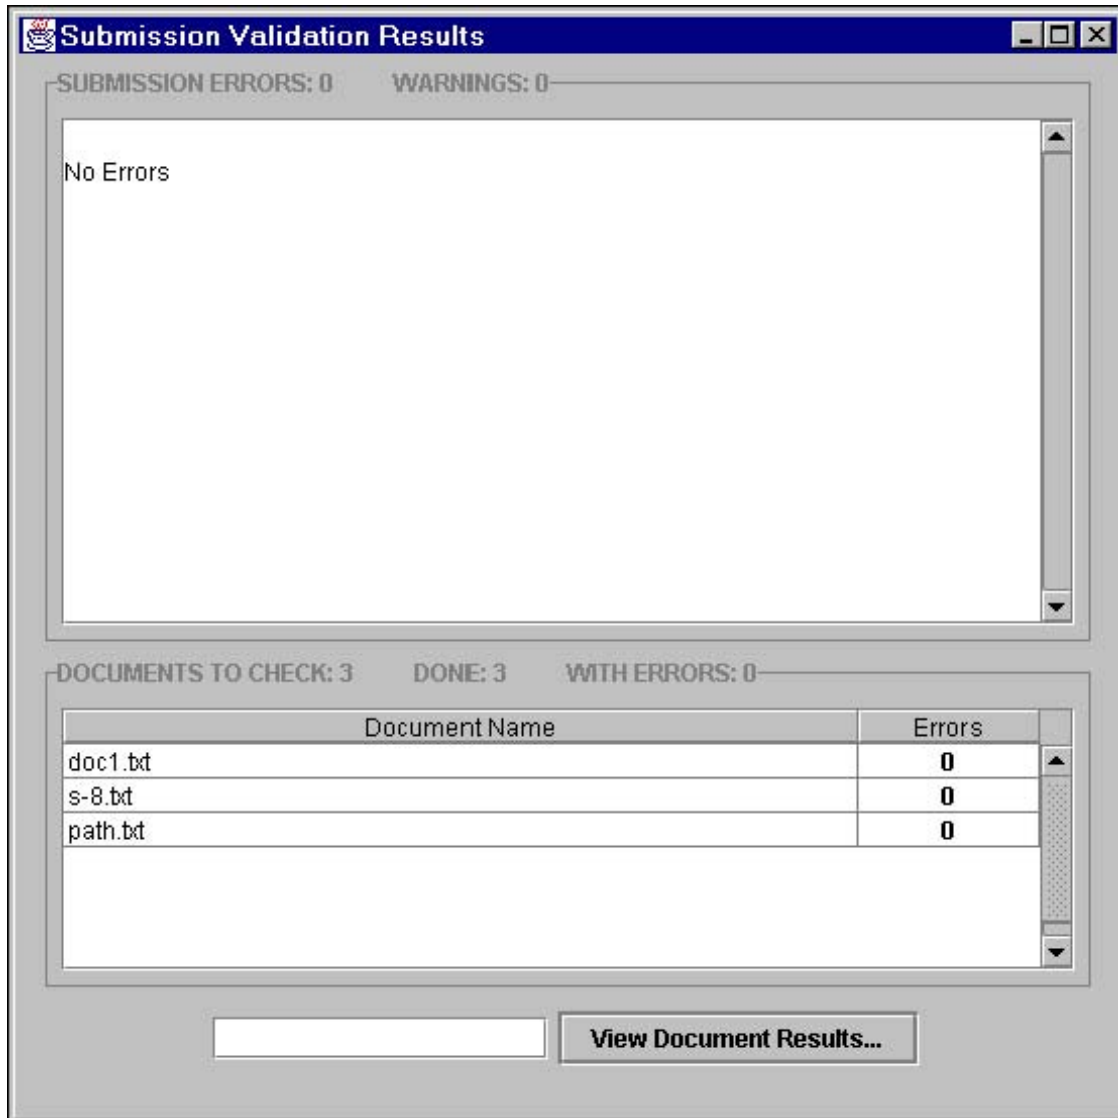 Submission Validation Results
SUBMISSION ERRORS: 0 WARNINGS: 0
No Errors
DOCUMENTS TO CHECK: 3 DONE: 3 WITH ERRORS: 0
Document Name Errors
doc1.txt 0
s-8.txt 0
path.txt 0
View Document Results...